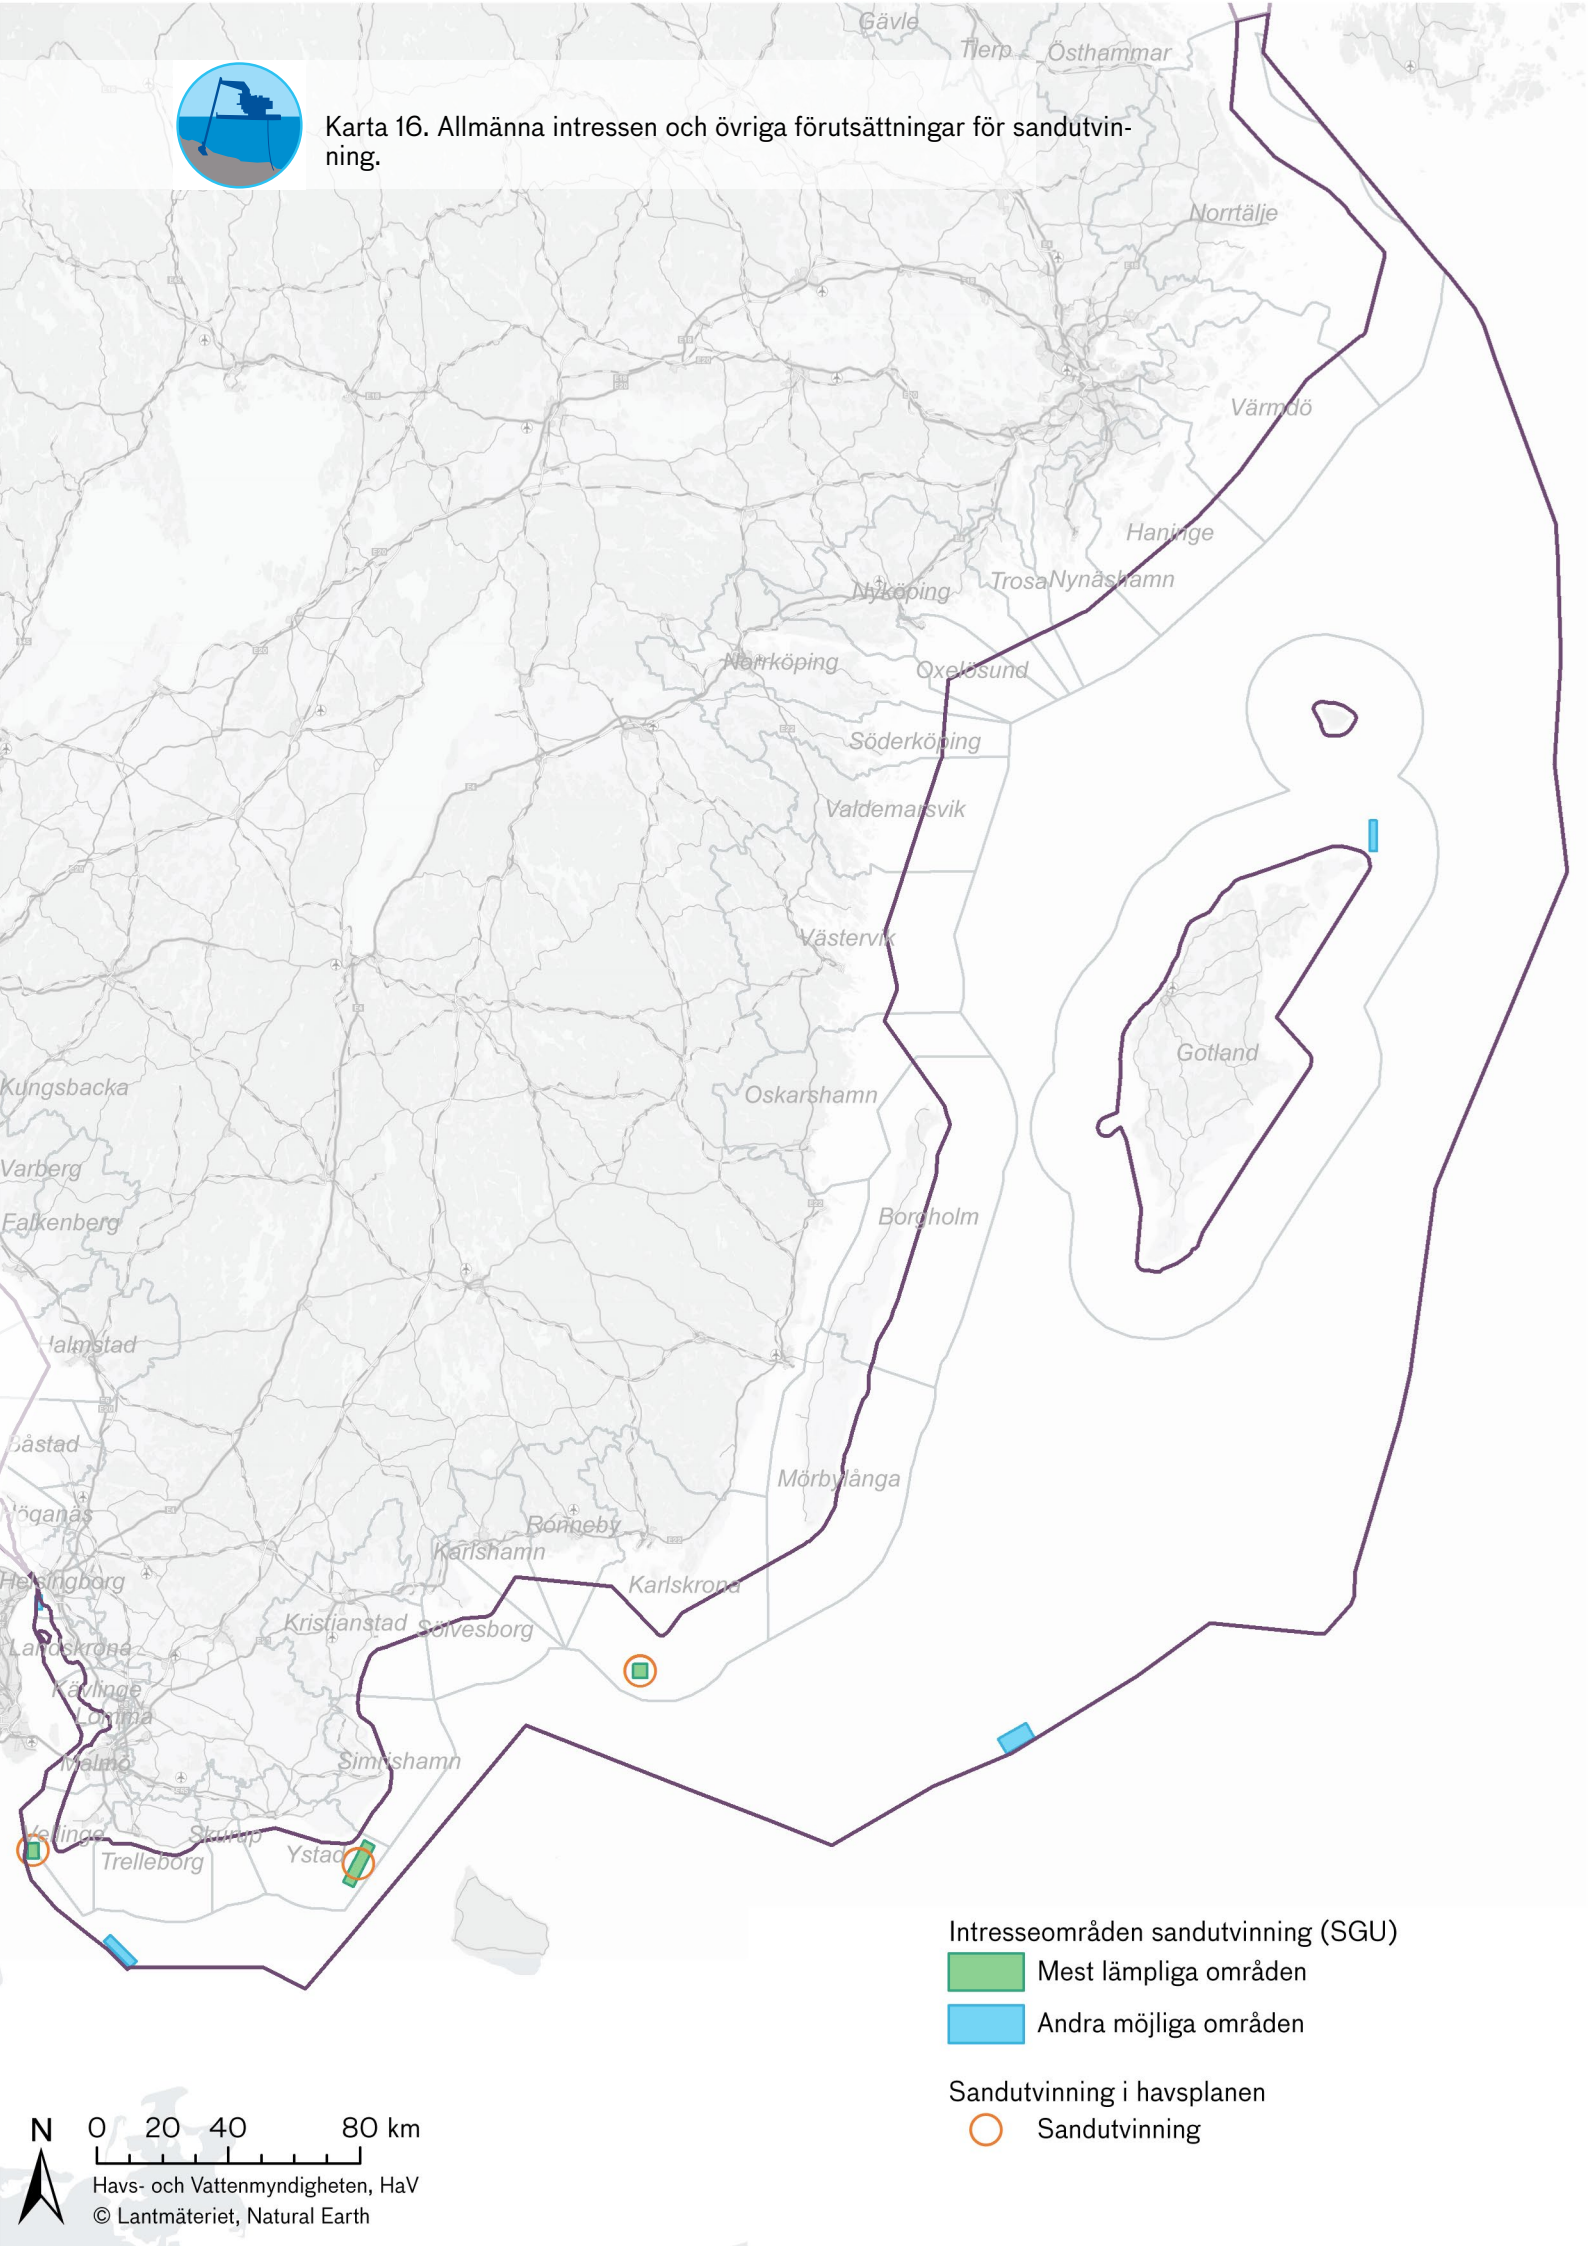 Gävle
Tierp
Östhammar
Karta 16. Allmänna intressen och övriga förutsättningar för sandutvin-
ning.
Norrtälje
Värmdö
Haninge
Trosa
Nynäshamn
Nyköping
Norrköping
Oxelösund
Söderköping
Valdemarsvik
Västervik
Gotland
Kungsbacka
Oskarshamn
Varberg
Falkenberg
Borgholm
Halmstad
Båstad
Mörbylånga
Höganäs
Ronneby
Karlshamn
Helsingborg
Karlskrona
Kristianstad
Sölvesborg
Landskrona
Kävlinge
Lomma
Malmö
Simrishamn
Vellinge
Skurup
Trelleborg
Ystad
Intresseområden sandutvinning (SGU)
Mest lämpliga områden
Andra möjliga områden
Sandutvinning i havsplanen
Sandutvinning
N
0 20 40 80 km
Havs- och Vattenmyndigheten, HaV
© Lantmäteriet, Natural Earth